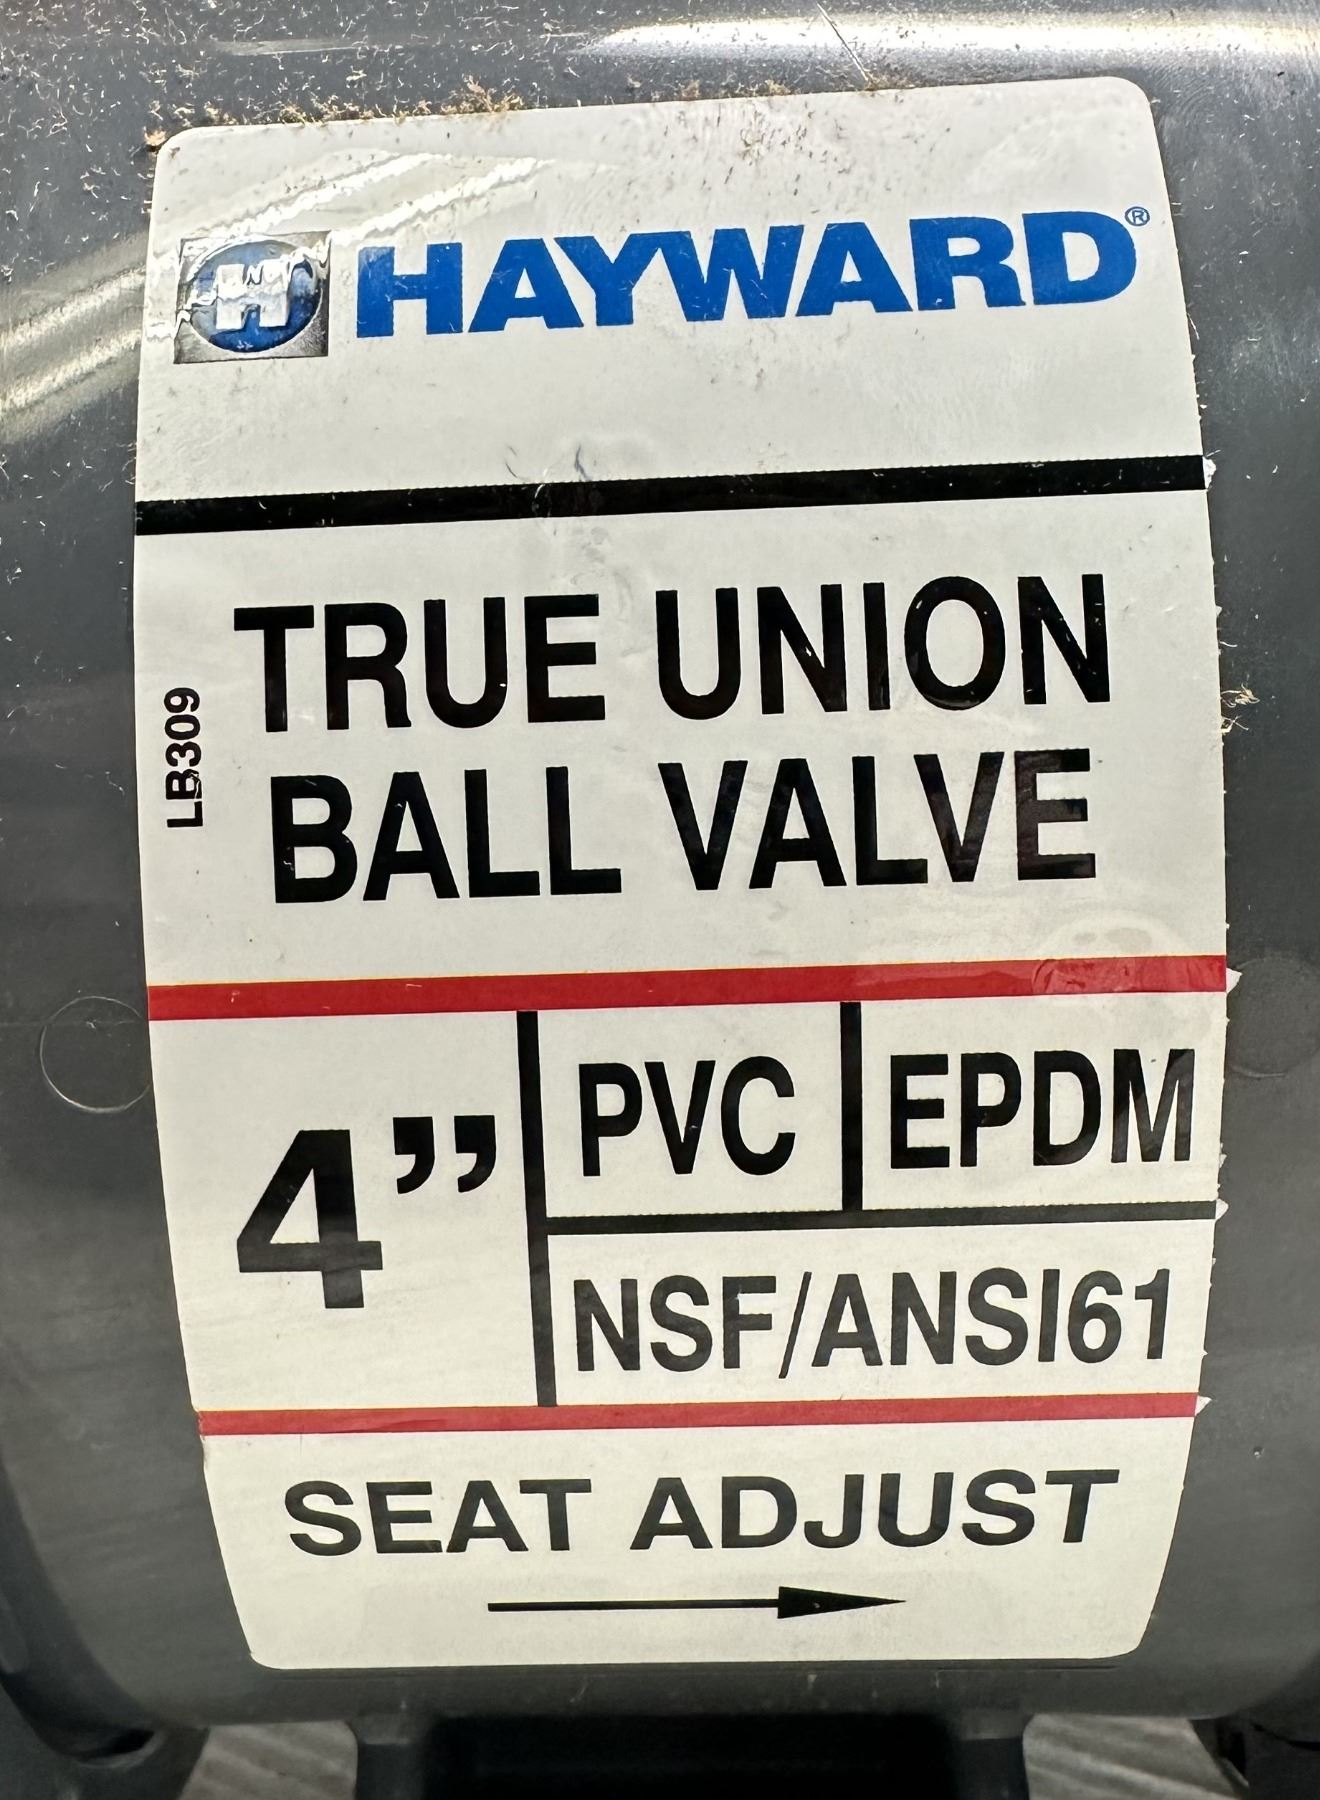 H HAYWARD®
LB309
TRUE UNION
BALL VALVE
4”
PVC
EPDM
NSF/ANSI61
SEAT ADJUST